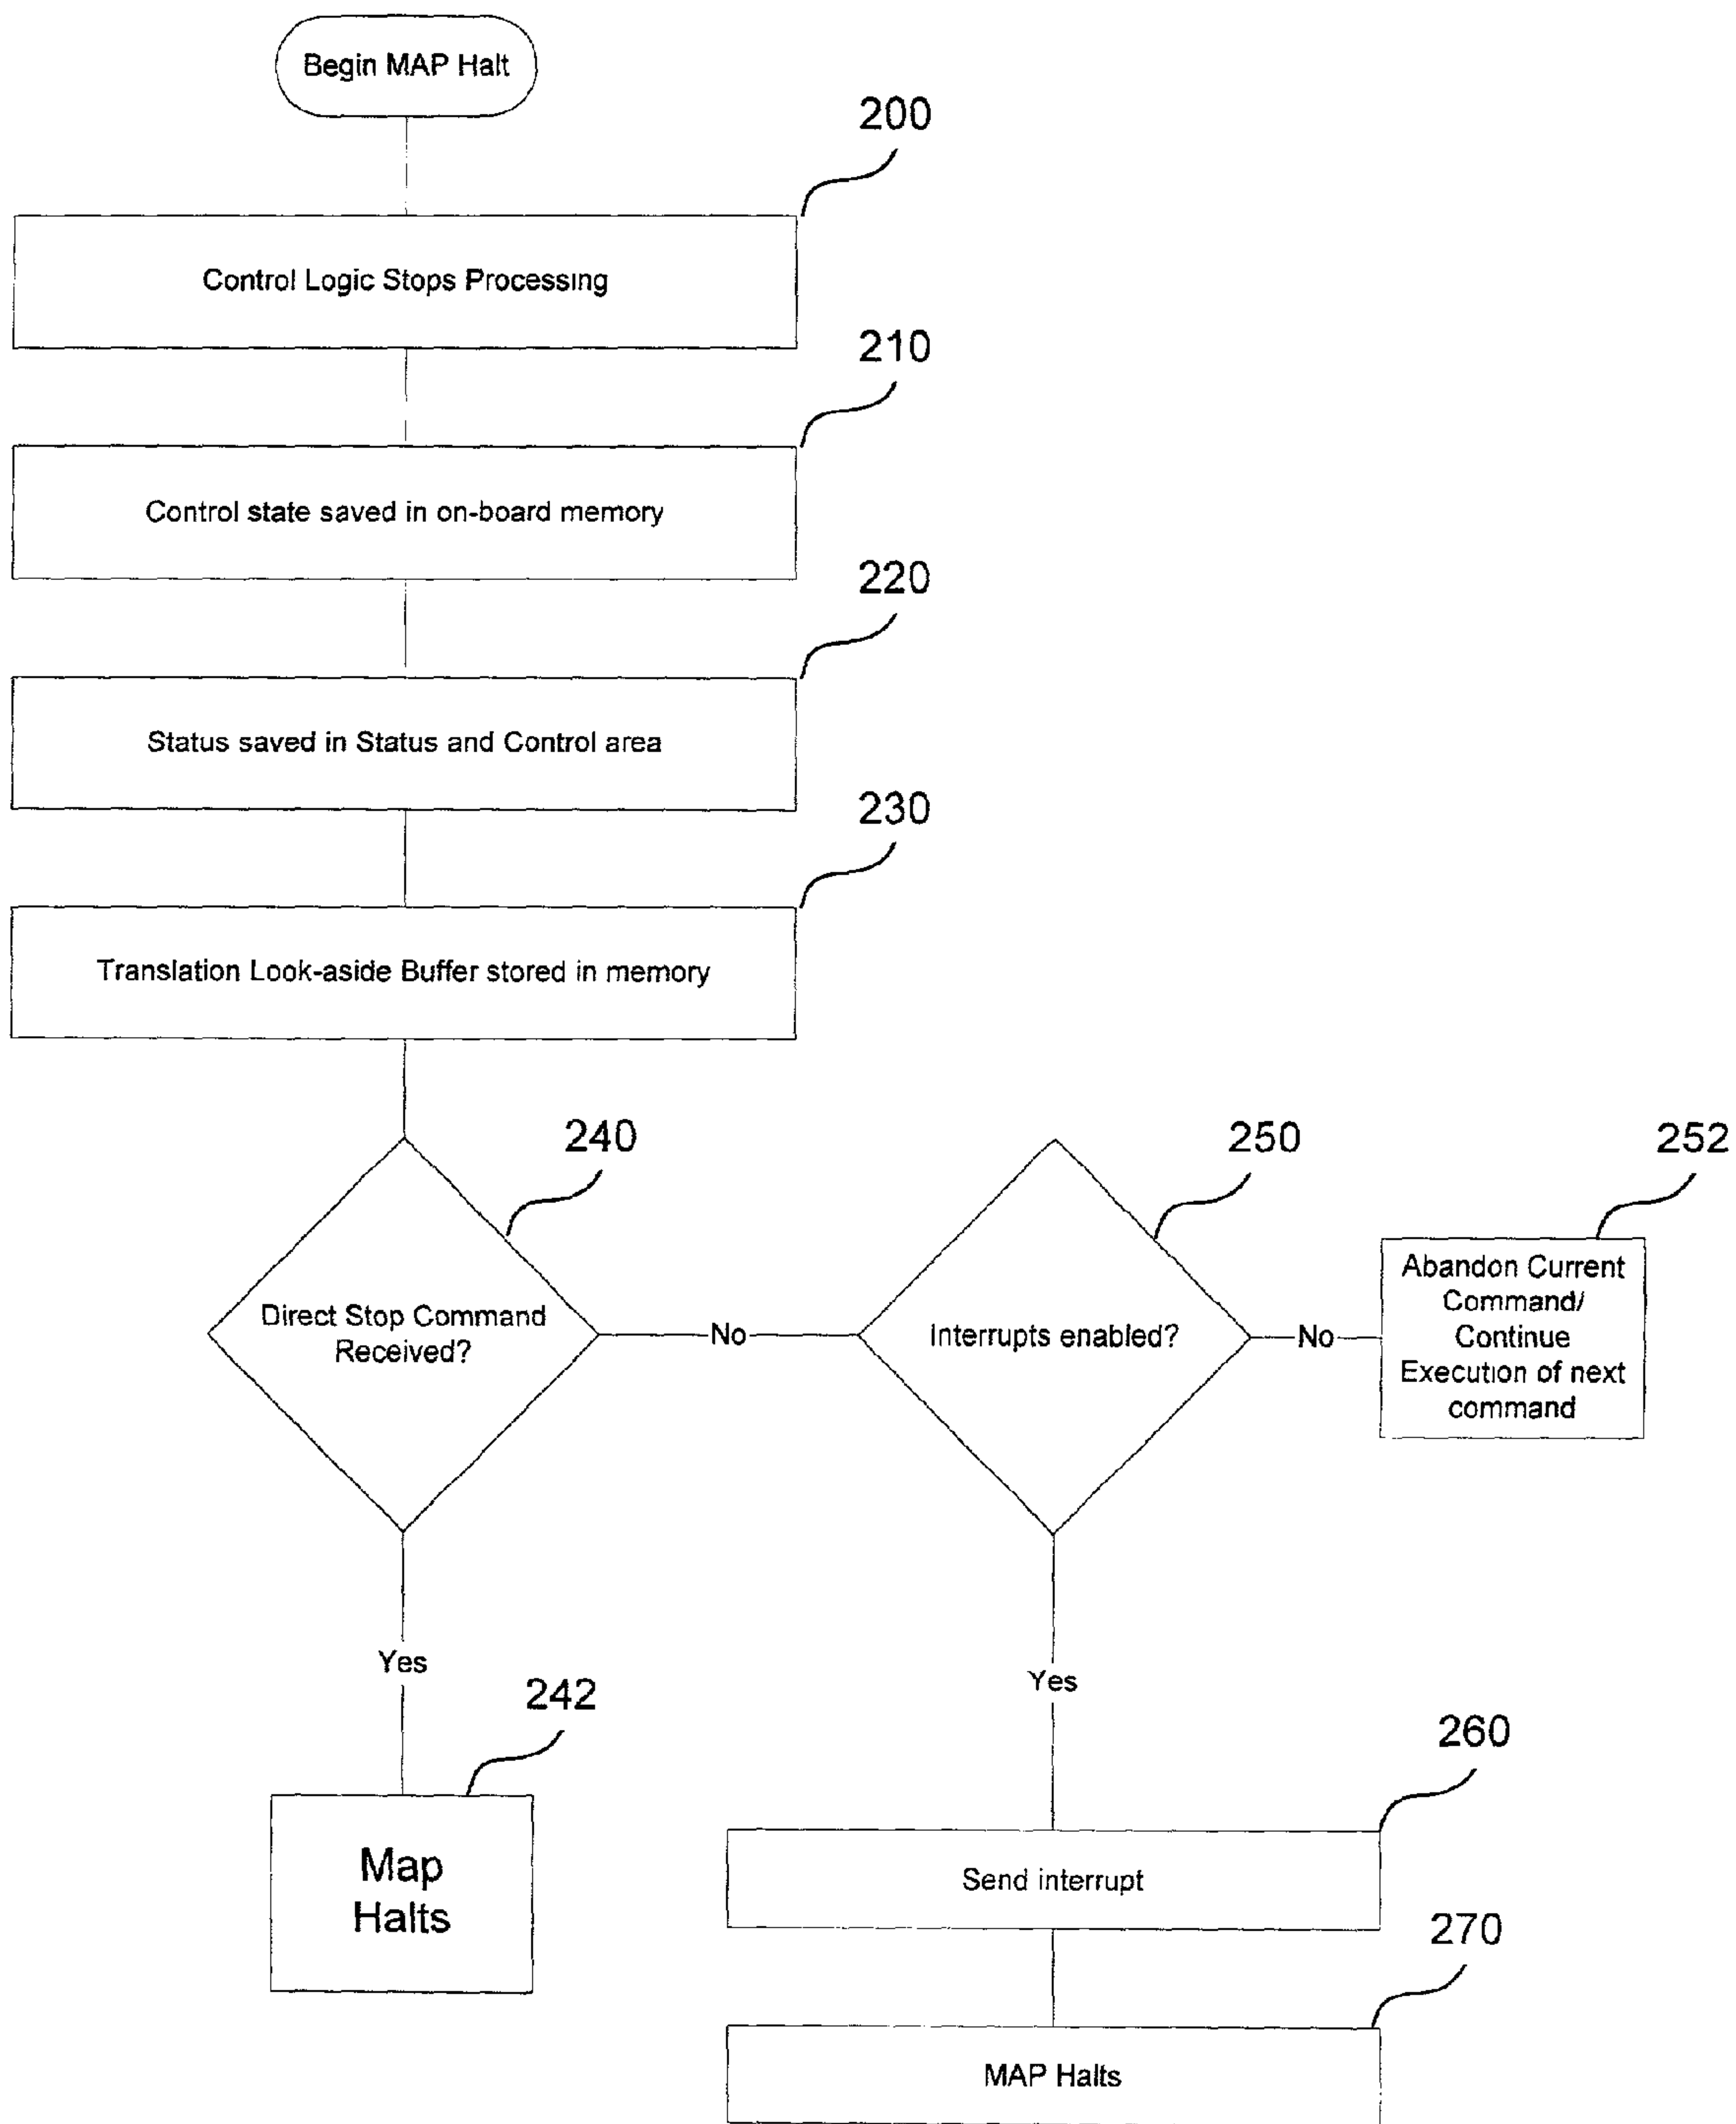 Begin MAP Halt
200
Control Logic Stops Processing
210
Control state saved in on-board memory
220
Status saved in Status and Control area
230
Translation Look-aside Buffer stored in memory
240
250
252
Direct Stop Command
Received?
No
Interrupts enabled?
No
Abandon Current
Command/
Continue
Execution of next
command
Yes
Yes
242
Map
Halts
260
Send interrupt
270
MAP Halts